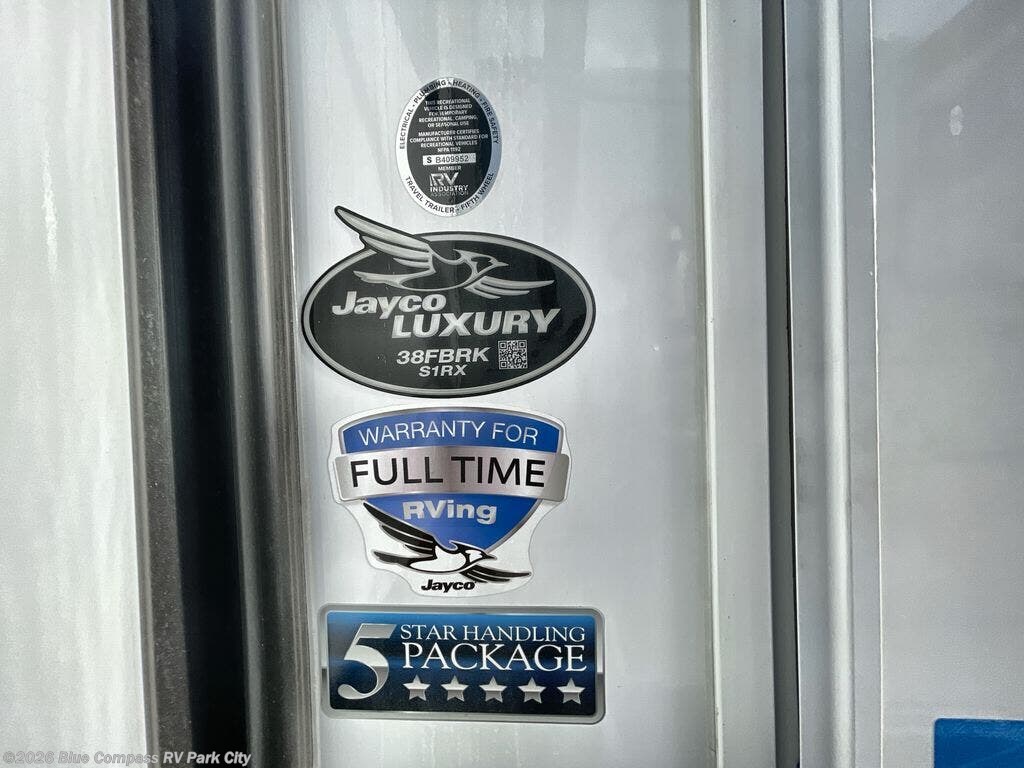 ELECTRICAL - PLUMBING - HEATING - FIRE SAFETY
THIS RECREATIONAL
VEHICLE IS DESIGNED
FOR TEMPORARY
RECREATIONAL, CAMPING,
OR SEASONAL USE
MANUFACTURER CERTIFIES
COMPLIANCE WITH STANDARD FOR
RECREATIONAL VEHICLES
NFPA 1192
S B409952
MEMBER
RV
INDUSTRY
ASSOCIATION
TRAVEL TRAILER - FIFTH WHEEL
Jayco
LUXURY
38FBRK
S1RX
WARRANTY FOR
FULL TIME
RVing
Jayco
5 STAR HANDLING
PACKAGE
©2026 Blue Compass RV Park City